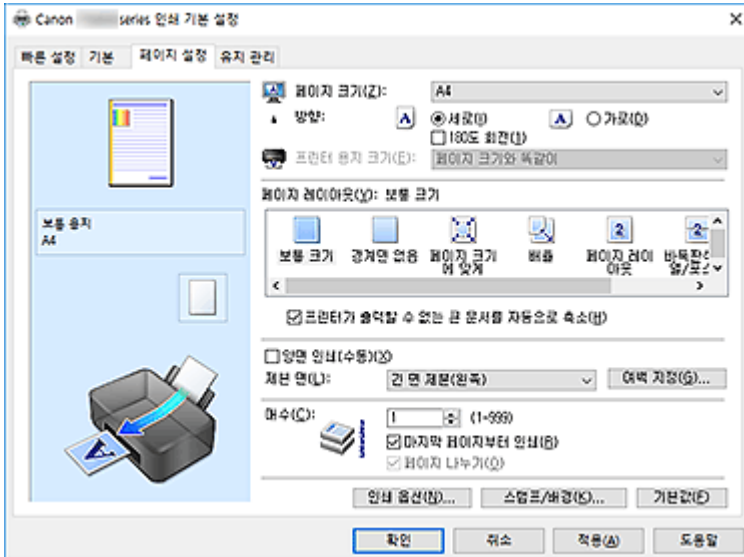 Canon series 인쇄 기본 설정
빠른 설정 기본 페이지 설정 유지 관리
페이지 크기(Z): A4
방향: A 세로(I) A 가로(O)
180도 회전(1)
프린터 용지 크기(E): 페이지 크기와 똑같이
페이지 레이아웃(Y): 보통 크기
보통 크기 경계면 없음 페이지 크기에 맞게 배율 페이지 레이아웃
프린터가 출력할 수 없는 큰 문서를 자동으로 축소(H)
보통 용지
A4
양면 인쇄(수동)(X)
제본 면(L): 긴 면 제본(왼쪽) 여백 지정(G)...
매수(C): 1 (1-999)
마지막 페이지부터 인쇄(R)
페이지 나누기(O)
인쇄 옵션(N)... 스탬프/배경(K)... 기본값(F)
확인 취소 적용(A) 도움말